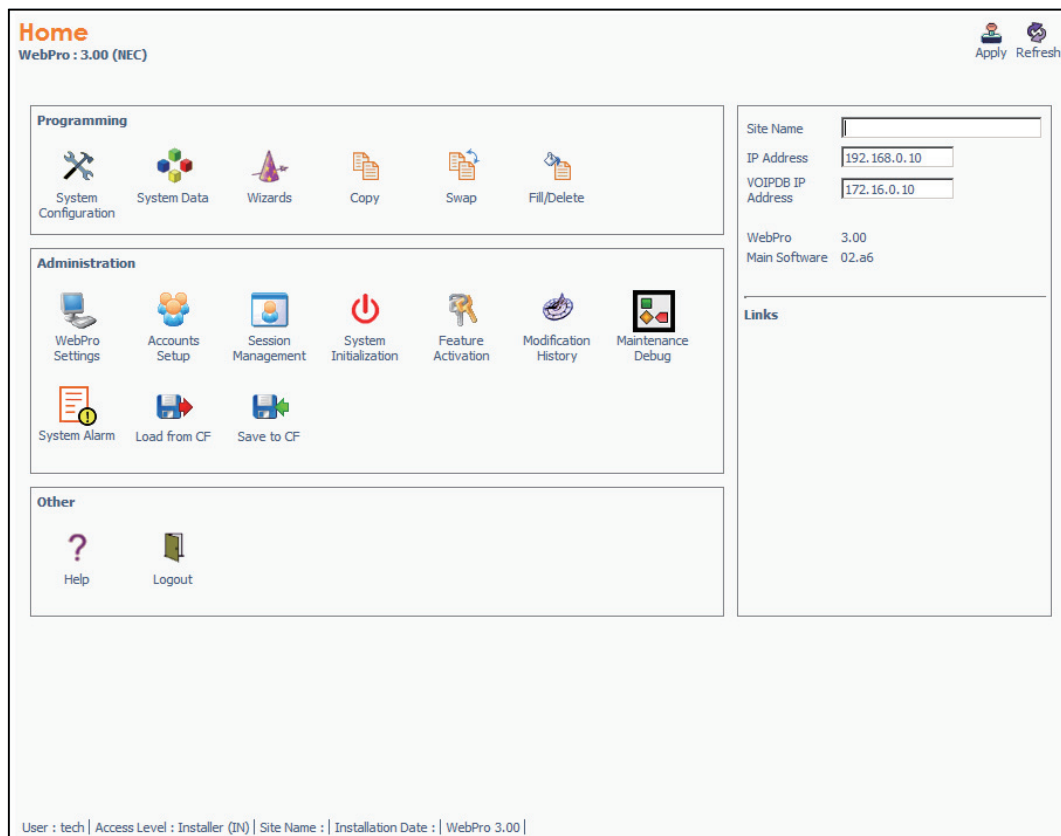 Home
WebPro : 3.00 (NEC)
Apply Refresh
Programming
System Configuration
System Data
Wizards
Copy
Swap
Fill/Delete
Administration
WebPro Settings
Accounts Setup
Session Management
System Initialization
Feature Activation
Modification History
Maintenance Debug
System Alarm
Load from CF
Save to CF
Other
Help
Logout
Site Name
IP Address 192.168.0.10
VOIPDB IP Address 172.16.0.10
WebPro 3.00
Main Software 02.a6
Links
User : tech | Access Level : Installer (IN) | Site Name : | Installation Date : | WebPro 3.00 |